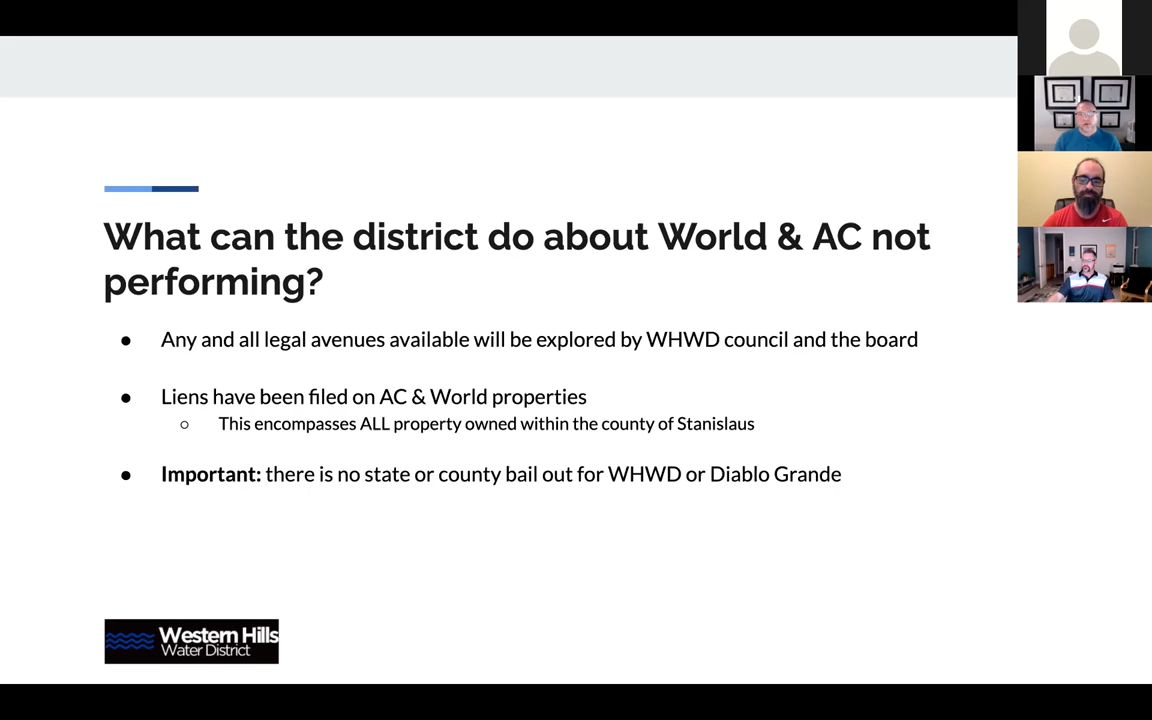 What can the district do about World & AC not
performing?
● Any and all legal avenues available will be explored by WHWD council and the board
● Liens have been filed on AC & World properties
○ This encompasses ALL property owned within the county of Stanislaus
● Important: there is no state or county bail out for WHWD or Diablo Grande
Western Hills
Water District